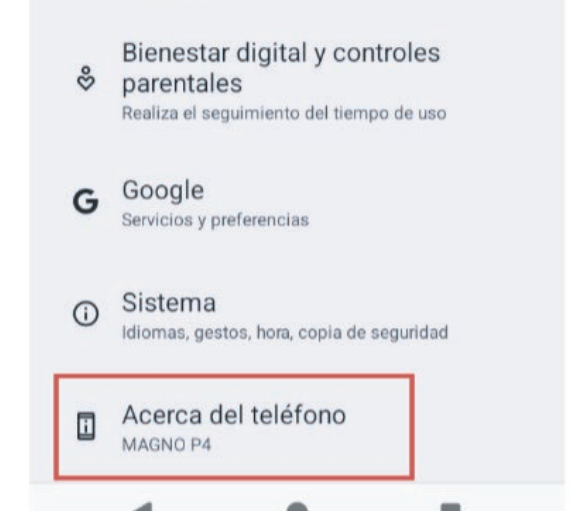 Bienestar digital y controles
parentales
Realiza el seguimiento del tiempo de uso
Google
Servicios y preferencias
Sistema
Idiomas, gestos, hora, copia de seguridad
Acerca del teléfono
MAGNO P4